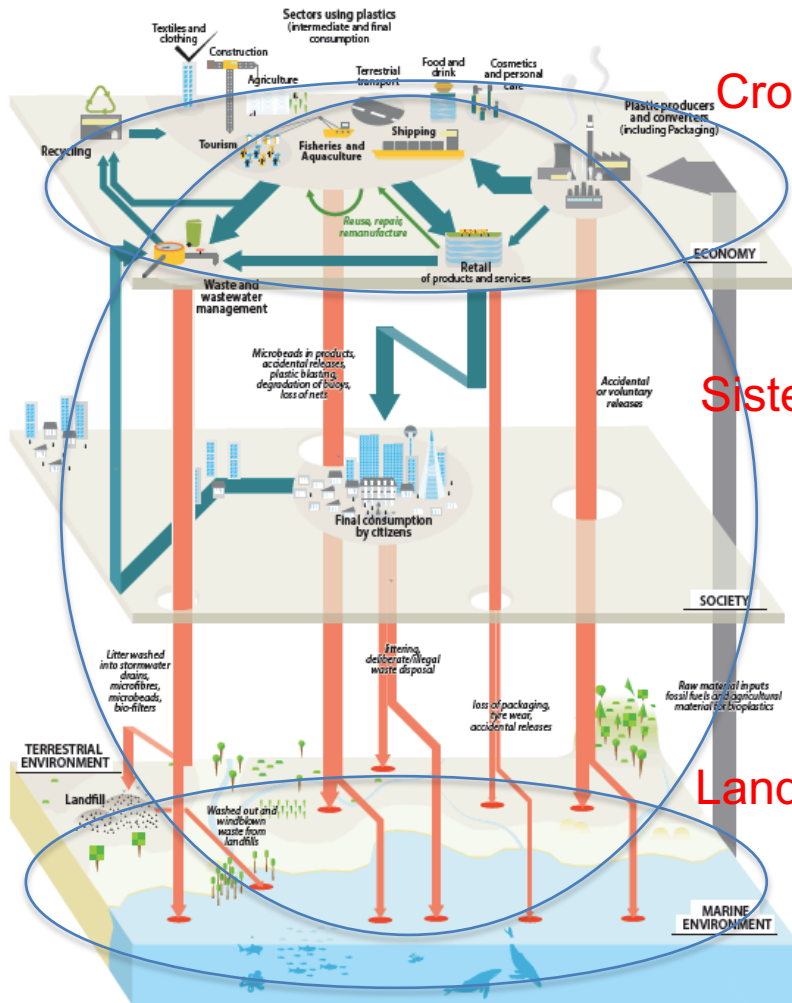 Sectors using plastics
(intermediate and final
consumption
Textiles and
clothing
Construction
Agriculture
Terrestrial
transport
Food and
drink
Cosmetics
and personal
care
Cro
Plastic producers
and converters
(including Packaging)
Recycling
Tourism
Fisheries and
Aquaculture
Shipping
Reuse, repair,
remanufacture
Retail
of products and services
ECONOMY
Waste and
wastewater
management
Microbeads in products,
accidental releases,
plastic blasting,
degradation of buoys,
loss of nets
Accidental
or voluntary
releases
Siste
Final consumption
by citizens
SOCIETY
Litter washed
into stormwater
drains,
microfibres,
microbeads,
bio-filters
littering,
deliberate/illegal
waste disposal
loss of packaging,
tyre wear,
accidental releases
Raw material inputs
fossil fuels and agricultural
material for bioplastics
TERRESTRIAL
ENVIRONMENT
Landfill
Washed out and
windblown
waste from
landfills
Land
MARINE
ENVIRONMENT